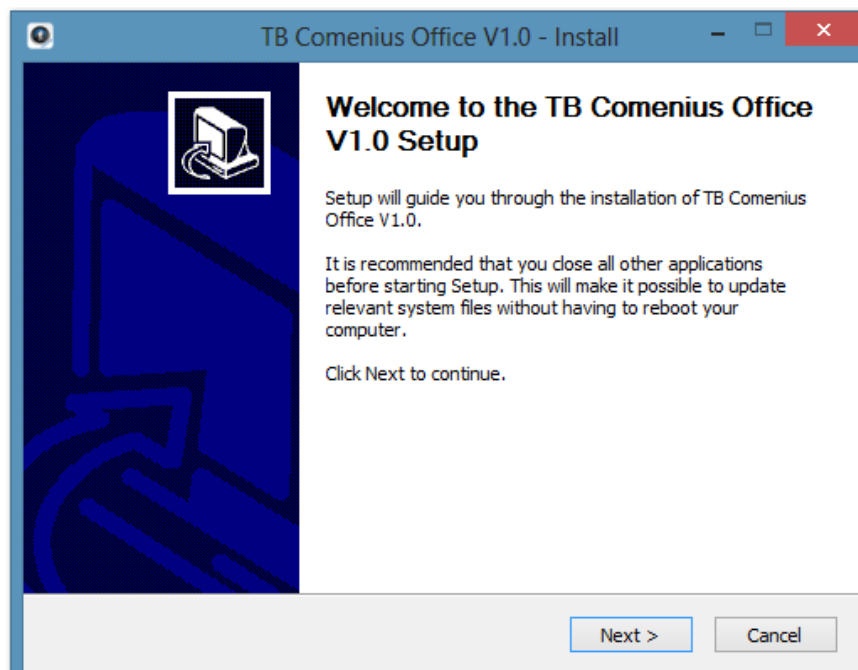 TB Comenius Office V1.0 - Install
Welcome to the TB Comenius Office
V1.0 Setup
Setup will guide you through the installation of TB Comenius
Office V1.0.
It is recommended that you close all other applications
before starting Setup. This will make it possible to update
relevant system files without having to reboot your
computer.
Click Next to continue.
Next >
Cancel